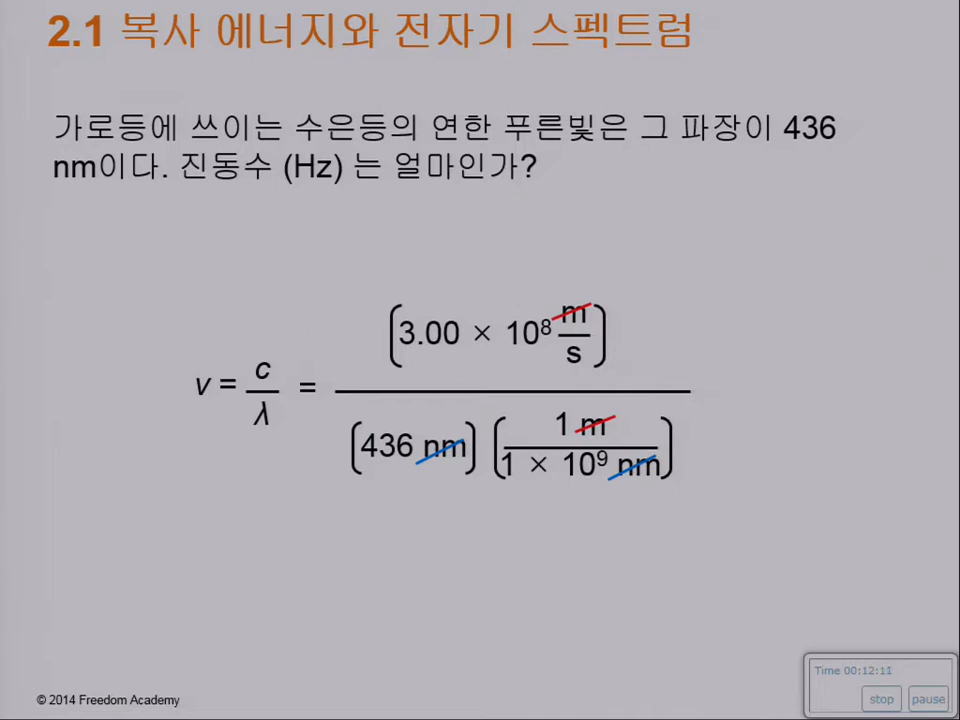 2.1 복사 에너지와 전자기 스펙트럼
가로등에 쓰이는 수은등의 연한 푸른빛은 그 파장이 436
nm이다. 진동수 (Hz) 는 얼마인가?
ν = c/λ = (3.00 × 10⁸ m/s) / (436 nm) (1 m / 1 × 10⁹ nm)
Time 00:12:11
stop pause
© 2014 Freedom Academy